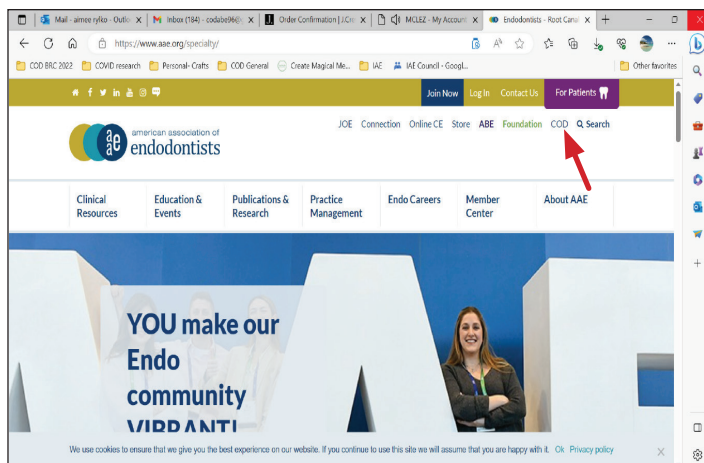 Mail - aimee rylko - Outlo
Inbox (184) - codabe96@
Order Confirmation | J.Cre
MCLEZ - My Account
Endodontists - Root Canal
https://www.aae.org/specialty/
COD BRC 2022
COVID research
Personal- Crafts
COD General
Create Magical Me...
IAE
IAE Council - Googl...
Other favorites
Join Now
Log In
Contact Us
For Patients
JOE
Connection
Online CE
Store
ABE
Foundation
COD
Search
aae
american association of
endodontists
Clinical
Resources
Education &
Events
Publications &
Research
Practice
Management
Endo Careers
Member
Center
About AAE
YOU make our
Endo
community
VIBRANT!
We use cookies to ensure that we give you the best experience on our website. If you continue to use this site we will assume that you are happy with it. Ok Privacy policy